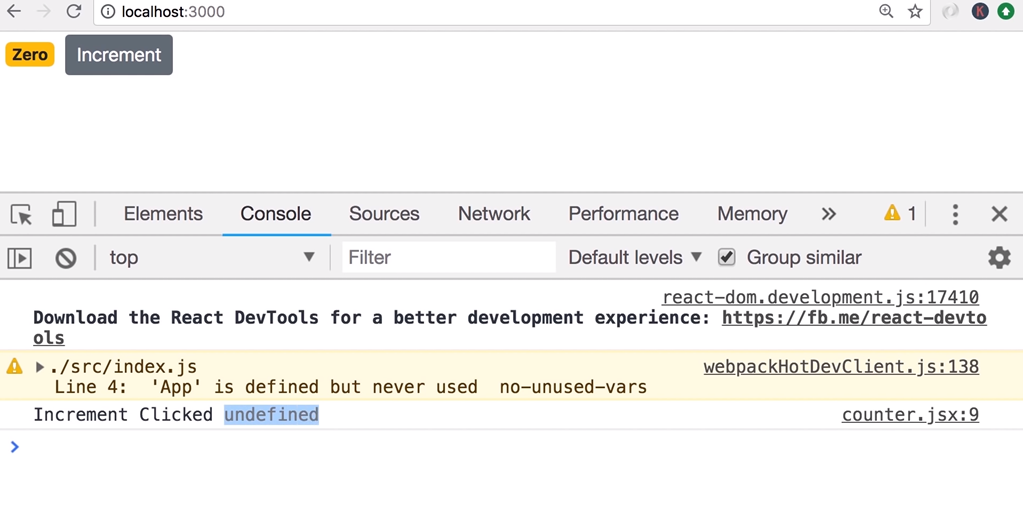 localhost:3000
K
Zero Increment
Elements Console Sources Network Performance Memory 1
top Filter Default levels Group similar
react-dom.development.js:17410
Download the React DevTools for a better development experience: https://fb.me/react-devto
ols
./src/index.js webpackHotDevClient.js:138
Line 4: 'App' is defined but never used no-unused-vars
Increment Clicked undefined counter.jsx:9